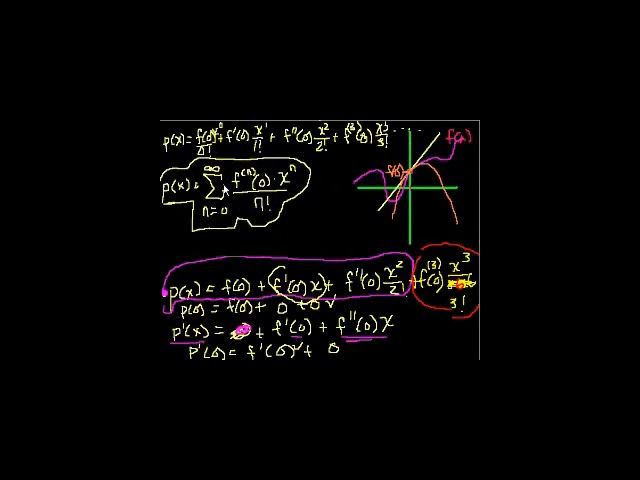 p(x) = f(0)x⁰/0! + f'(0) x¹/1! + f''(0) x²/2! + f⁽³⁾(0) x³/3! ....
f(x)
f(0)
p(x) = ∞ Σ n=0 f⁽ⁿ⁾(0)·xⁿ/n!
p(x) = f(0) + f'(0)x + f''(0) x²/2! + f⁽³⁾(0) x³/3!
p(0) = f(0) + 0 + 0 ✓
p'(x) = + f'(0) + f''(0)x
p'(0) = f'(0) + 0